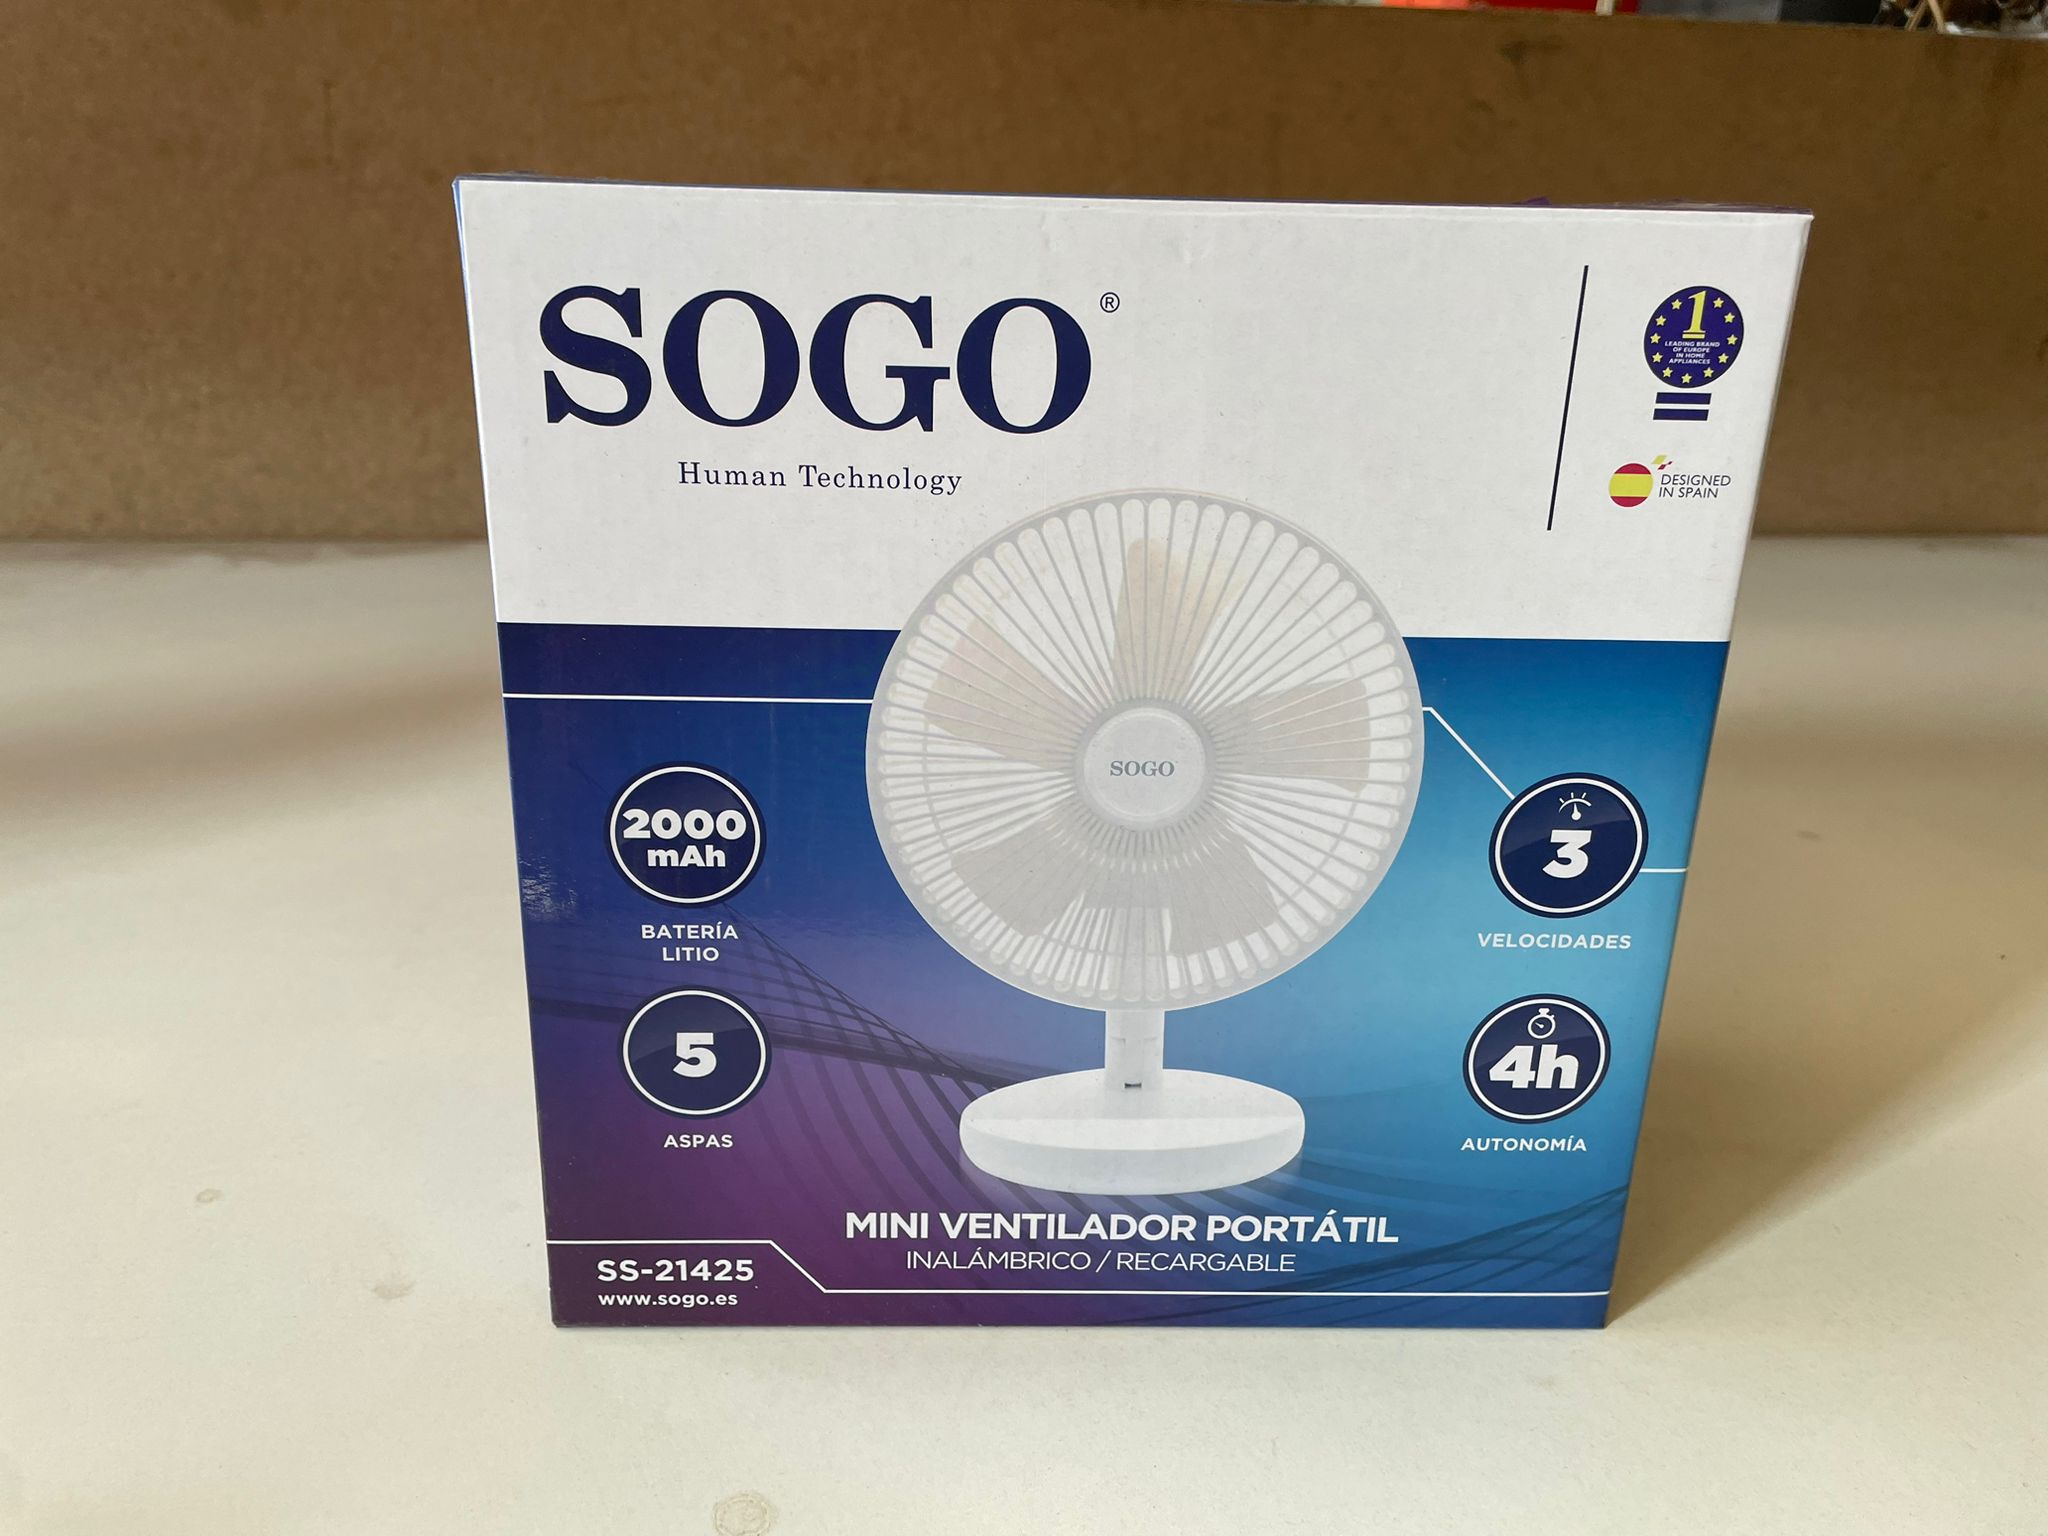 SOGO®
Human Technology
1
LEADING BRAND
OF EUROPE
IN HOME
APPLIANCES
DESIGNED
IN SPAIN
SOGO
2000
mAh
BATERÍA
LITIO
5
ASPAS
3
VELOCIDADES
4h
AUTONOMÍA
MINI VENTILADOR PORTÁTIL
INALÁMBRICO / RECARGABLE
SS-21425
www.sogo.es